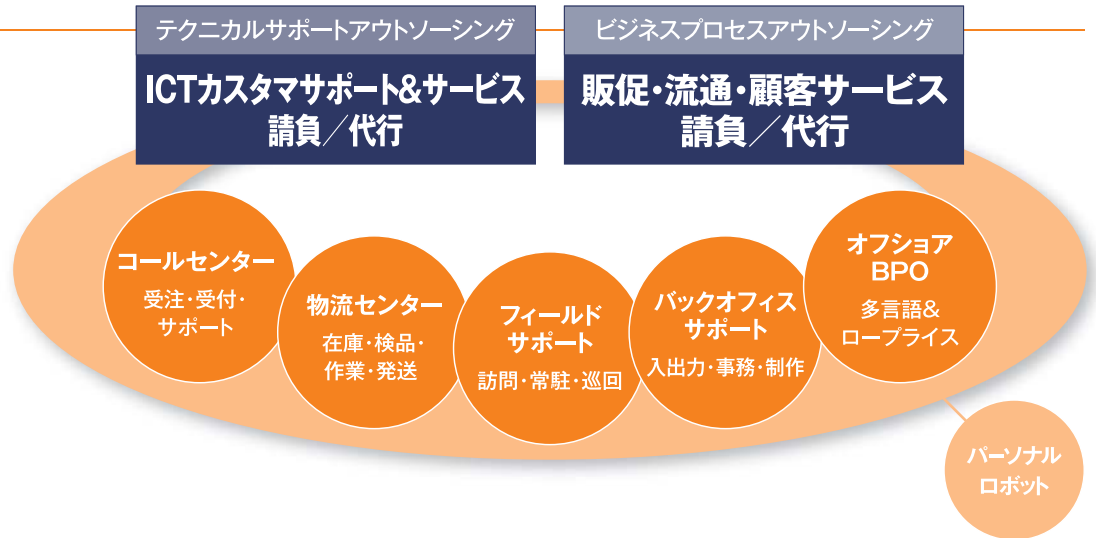 テクニカルサポートアウトソーシング
ICTカスタマサポート&サービス
請負／代行
ビジネスプロセスアウトソーシング
販促・流通・顧客サービス
請負／代行
コールセンター
受注・受付・
サポート
物流センター
在庫・検品・
作業・発送
フィールド
サポート
訪問・常駐・巡回
バックオフィス
サポート
入出力・事務・制作
オフショア
BPO
多言語&
ロープライス
パーソナル
ロボット